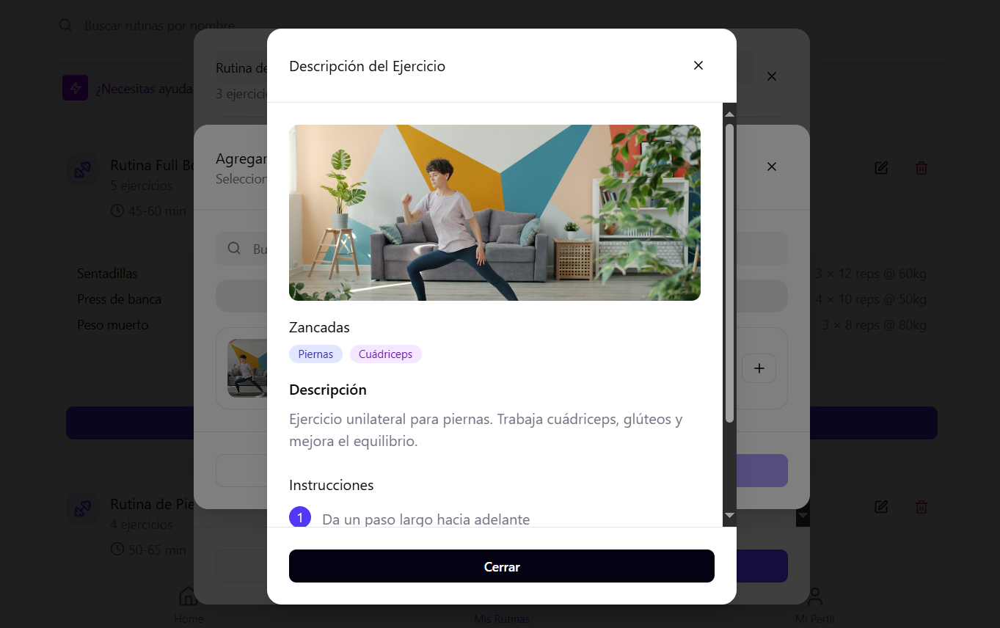 Buscar rutinas por nombre
¿Necesitas ayuda
Rutina de
3 ejercici
Descripción del Ejercicio
Agregar
Seleccion
Bu
Rutina Full Bo
5 ejercicios
45-60 min
Sentadillas
3 × 12 reps @ 60kg
Press de banca
4 × 10 reps @ 50kg
Peso muerto
3 × 8 reps @ 80kg
Zancadas
Piernas
Cuádriceps
Descripción
Ejercicio unilateral para piernas. Trabaja cuádriceps, glúteos y
mejora el equilibrio.
Instrucciones
1 Da un paso largo hacia adelante
Cerrar
Rutina de Pie
4 ejercicios
50-65 min
Home
Mis Rutinas
Mi Perfil